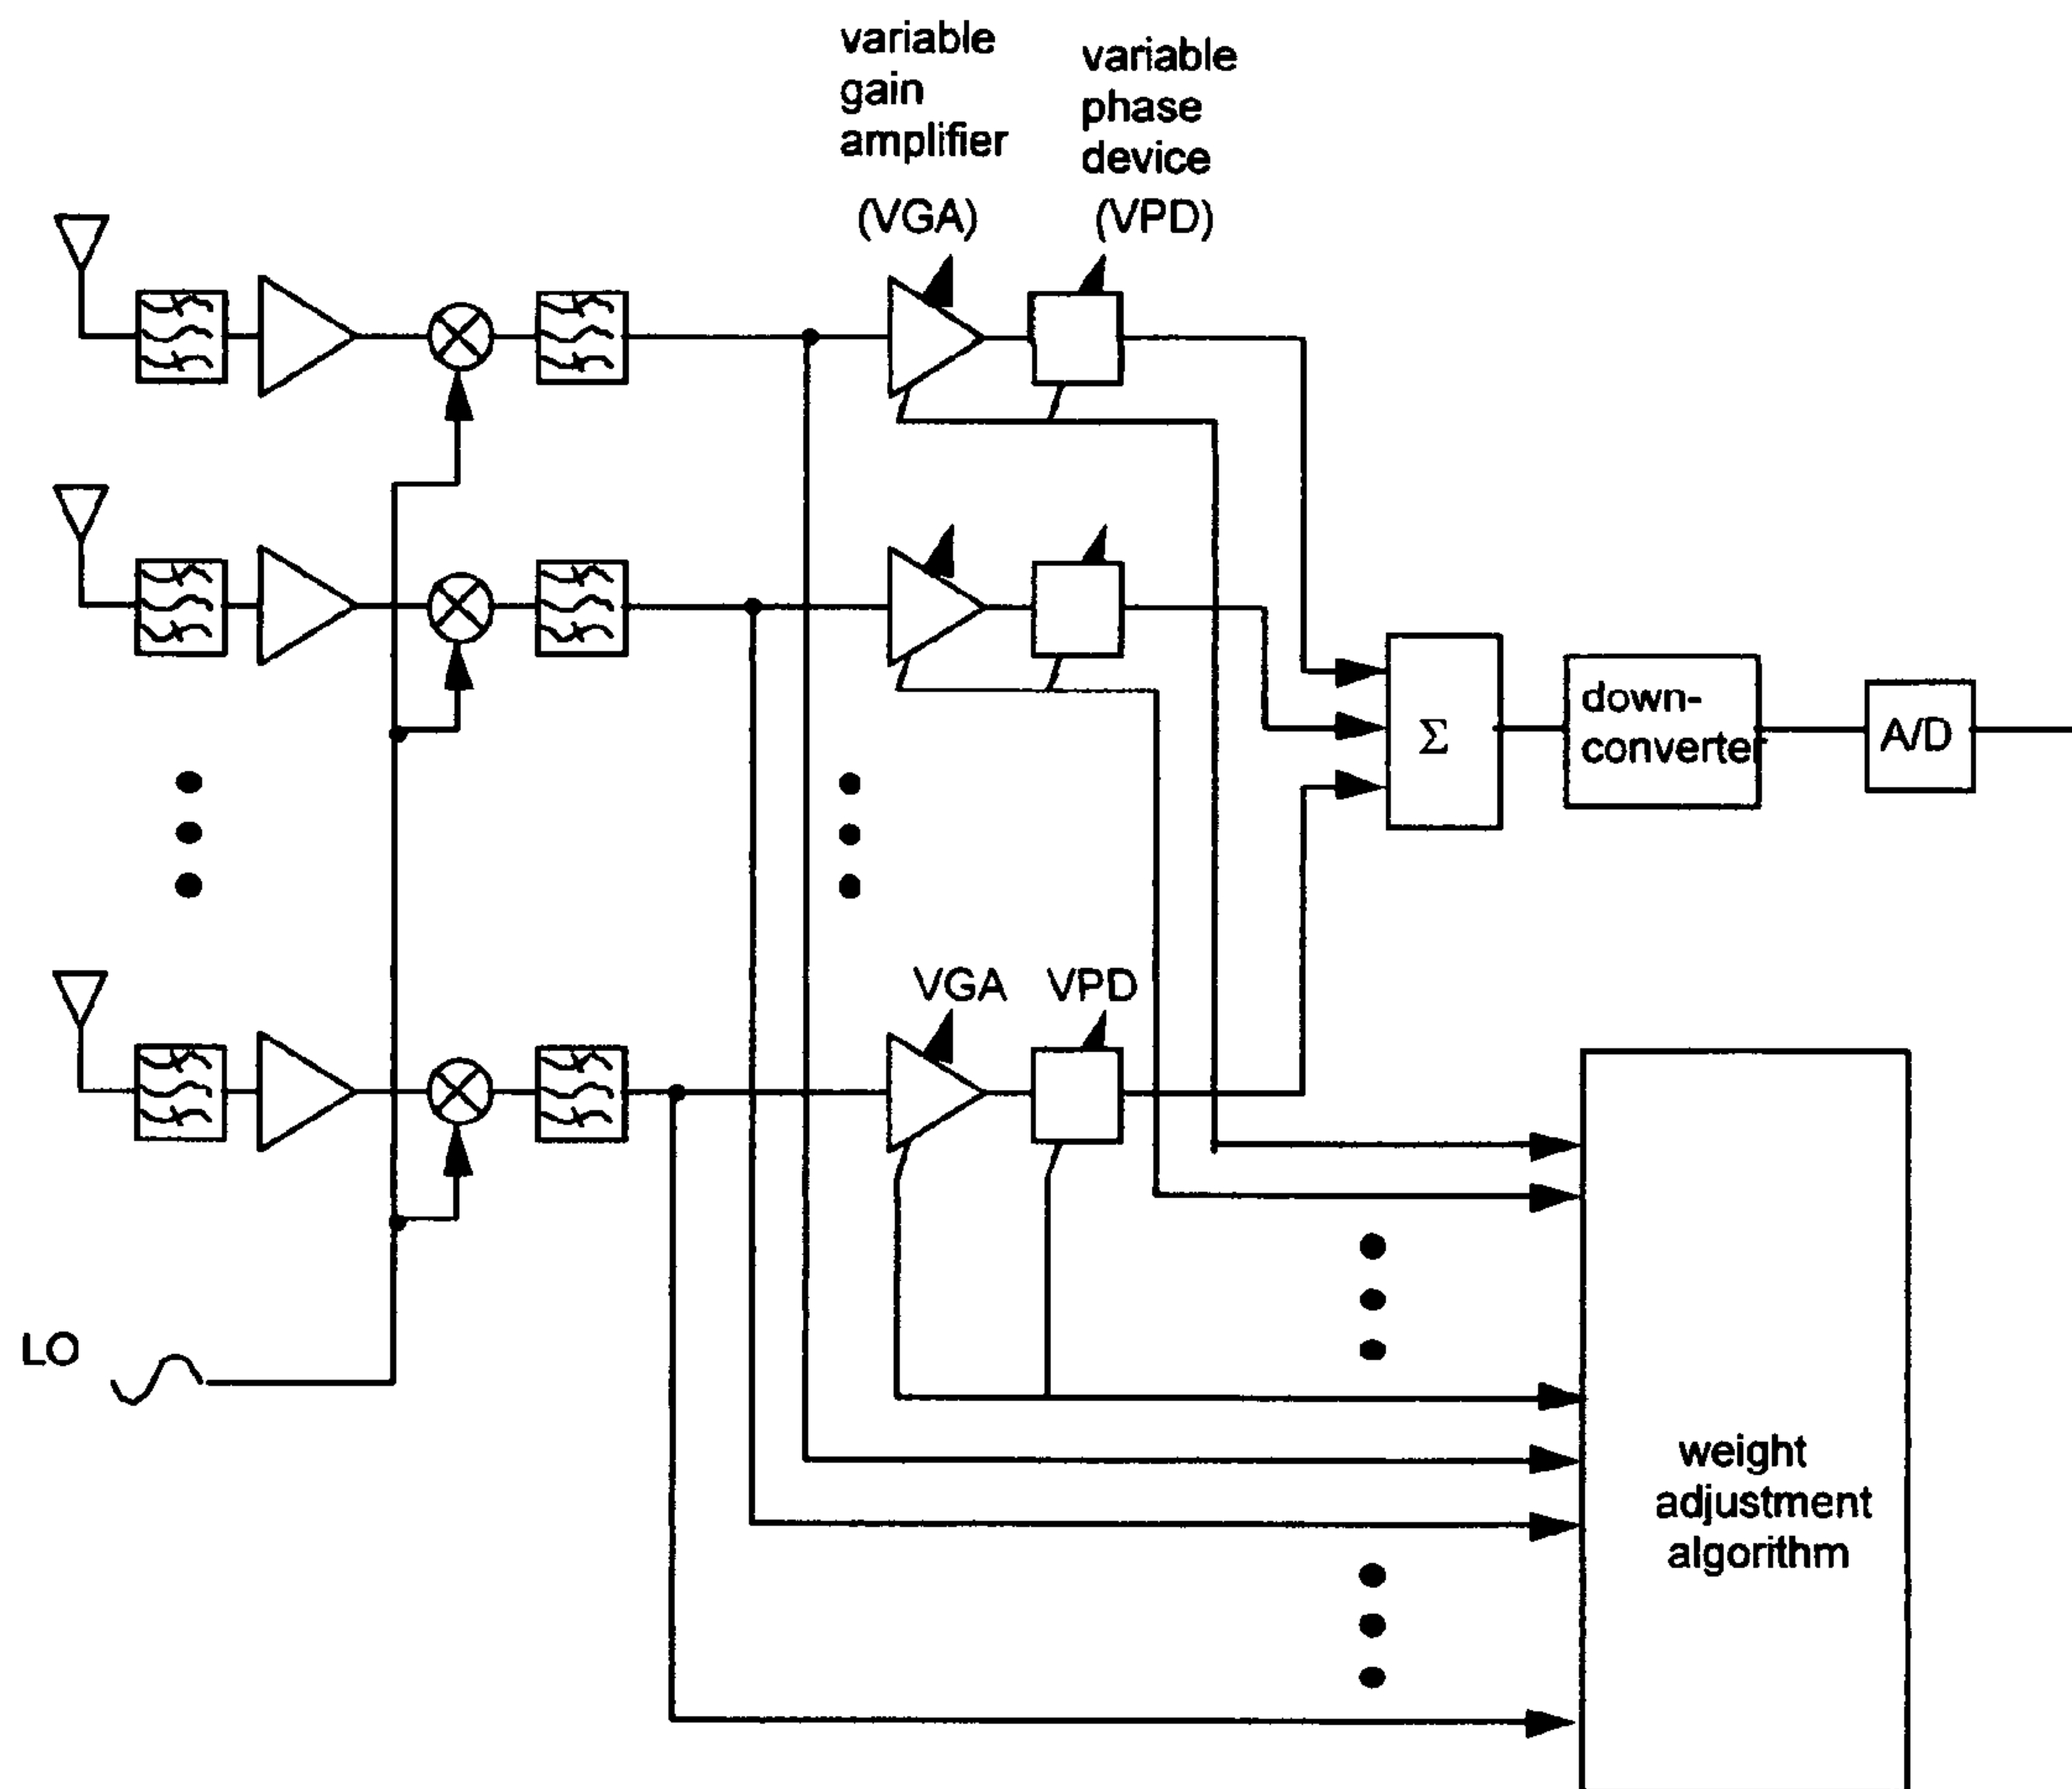 variable
gain
amplifier
(VGA)
variable
phase
device
(VPD)
Σ
down-
converter
A/D
VGA VPD
LO
weight
adjustment
algorithm